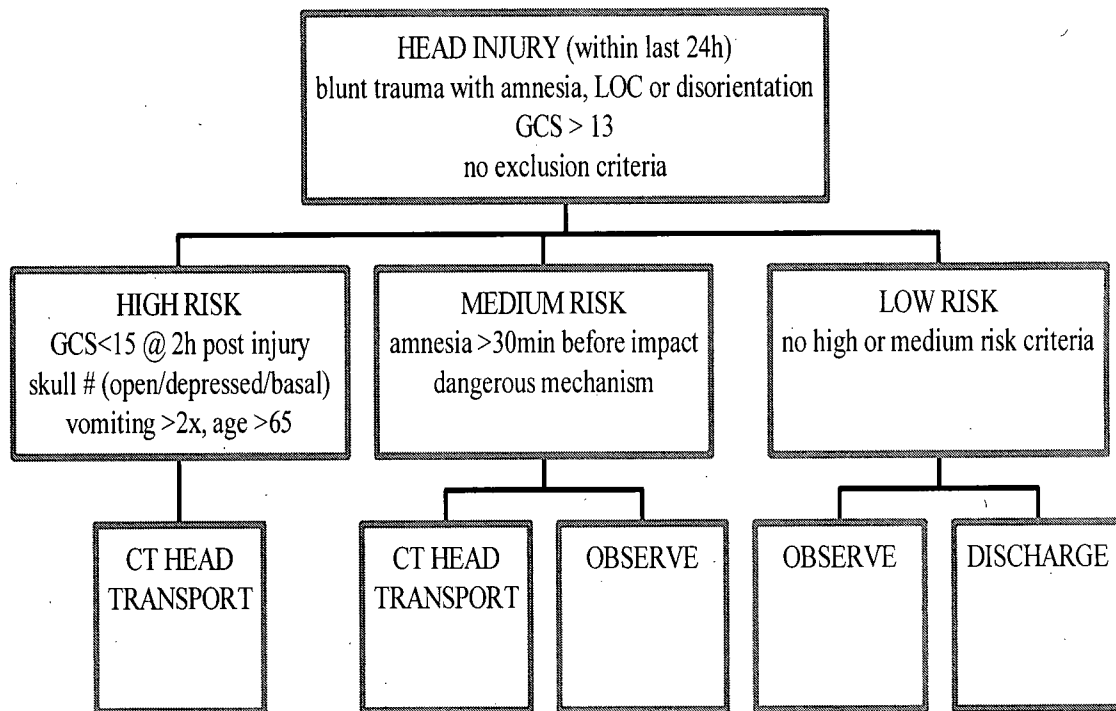 HEAD INJURY (within last 24h)
blunt trauma with amnesia, LOC or disorientation
GCS > 13
no exclusion criteria
HIGH RISK
GCS<15 @ 2h post injury
skull # (open/depressed/basal)
vomiting >2x, age >65
MEDIUM RISK
amnesia >30min before impact
dangerous mechanism
LOW RISK
no high or medium risk criteria
CT HEAD
TRANSPORT
CT HEAD
TRANSPORT
OBSERVE
OBSERVE
DISCHARGE